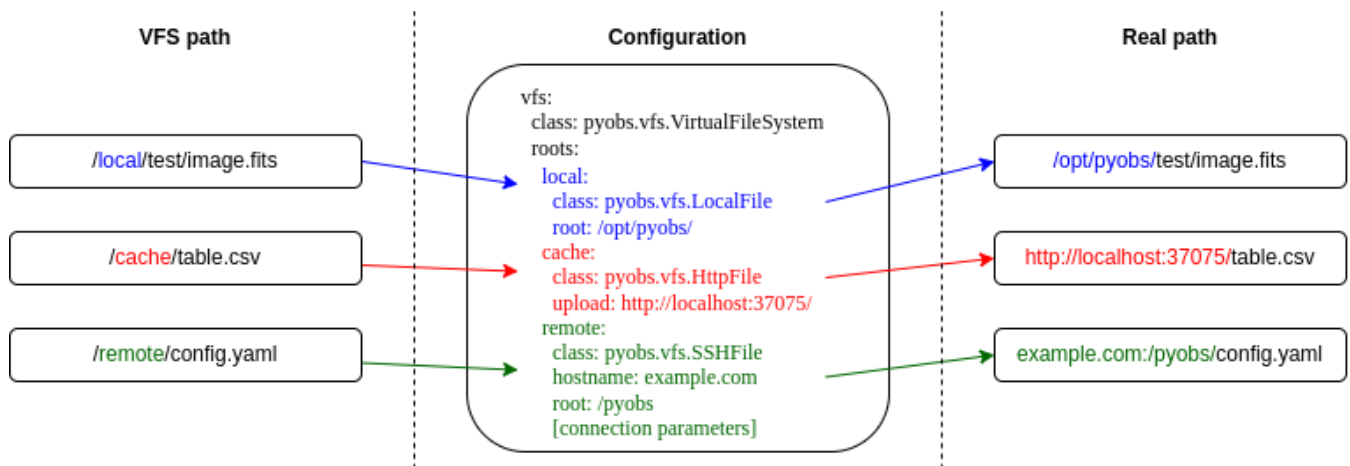 VFS path
Configuration
Real path
/local/test/image.fits
/cache/table.csv
/remote/config.yaml
vfs:
class: pyobs.vfs.VirtualFileSystem
roots:
local:
class: pyobs.vfs.LocalFile
root: /opt/pyobs/
cache:
class: pyobs.vfs.HttpFile
upload: http://localhost:37075/
remote:
class: pyobs.vfs.SSHFile
hostname: example.com
root: /pyobs
[connection parameters]
/opt/pyobs/test/image.fits
http://localhost:37075/table.csv
example.com:/pyobs/config.yaml